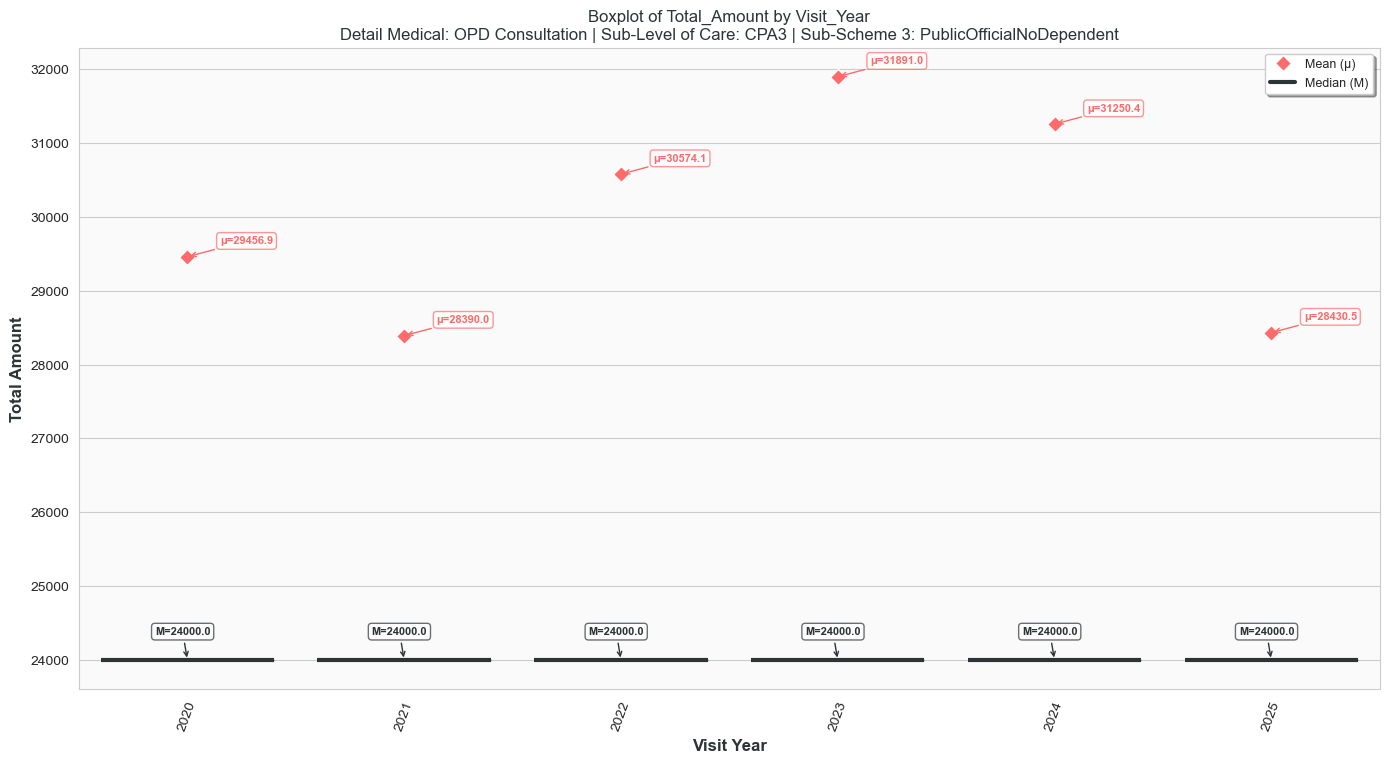 Boxplot of Total_Amount by Visit_Year
Detail Medical: OPD Consultation | Sub-Level of Care: CPA3 | Sub-Scheme 3: PublicOfficialNoDependent
Mean (μ)
Median (M)
Total Amount
32000
31000
30000
29000
28000
27000
26000
25000
24000
μ=29456.9
μ=28390.0
μ=30574.1
μ=31891.0
μ=31250.4
μ=28430.5
M=24000.0
M=24000.0
M=24000.0
M=24000.0
M=24000.0
M=24000.0
2020
2021
2022
2023
2024
2025
Visit Year